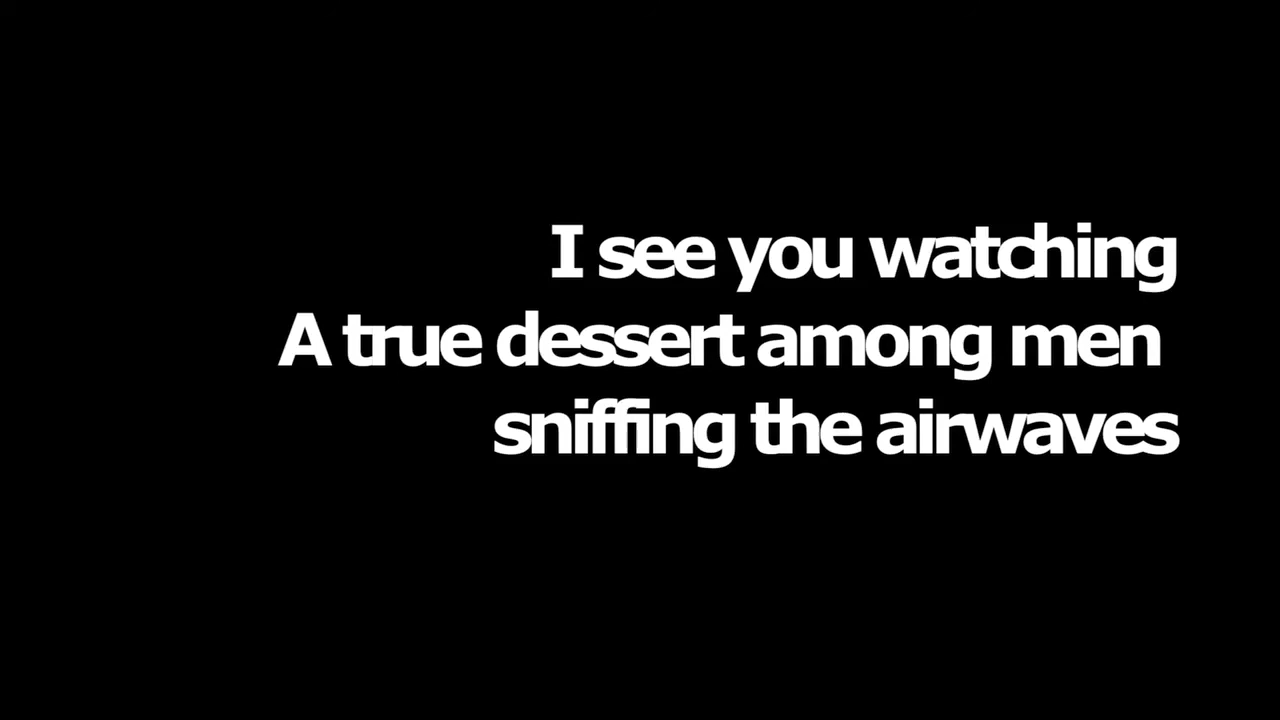 I see you watching
A true dessert among men
sniffing the airwaves